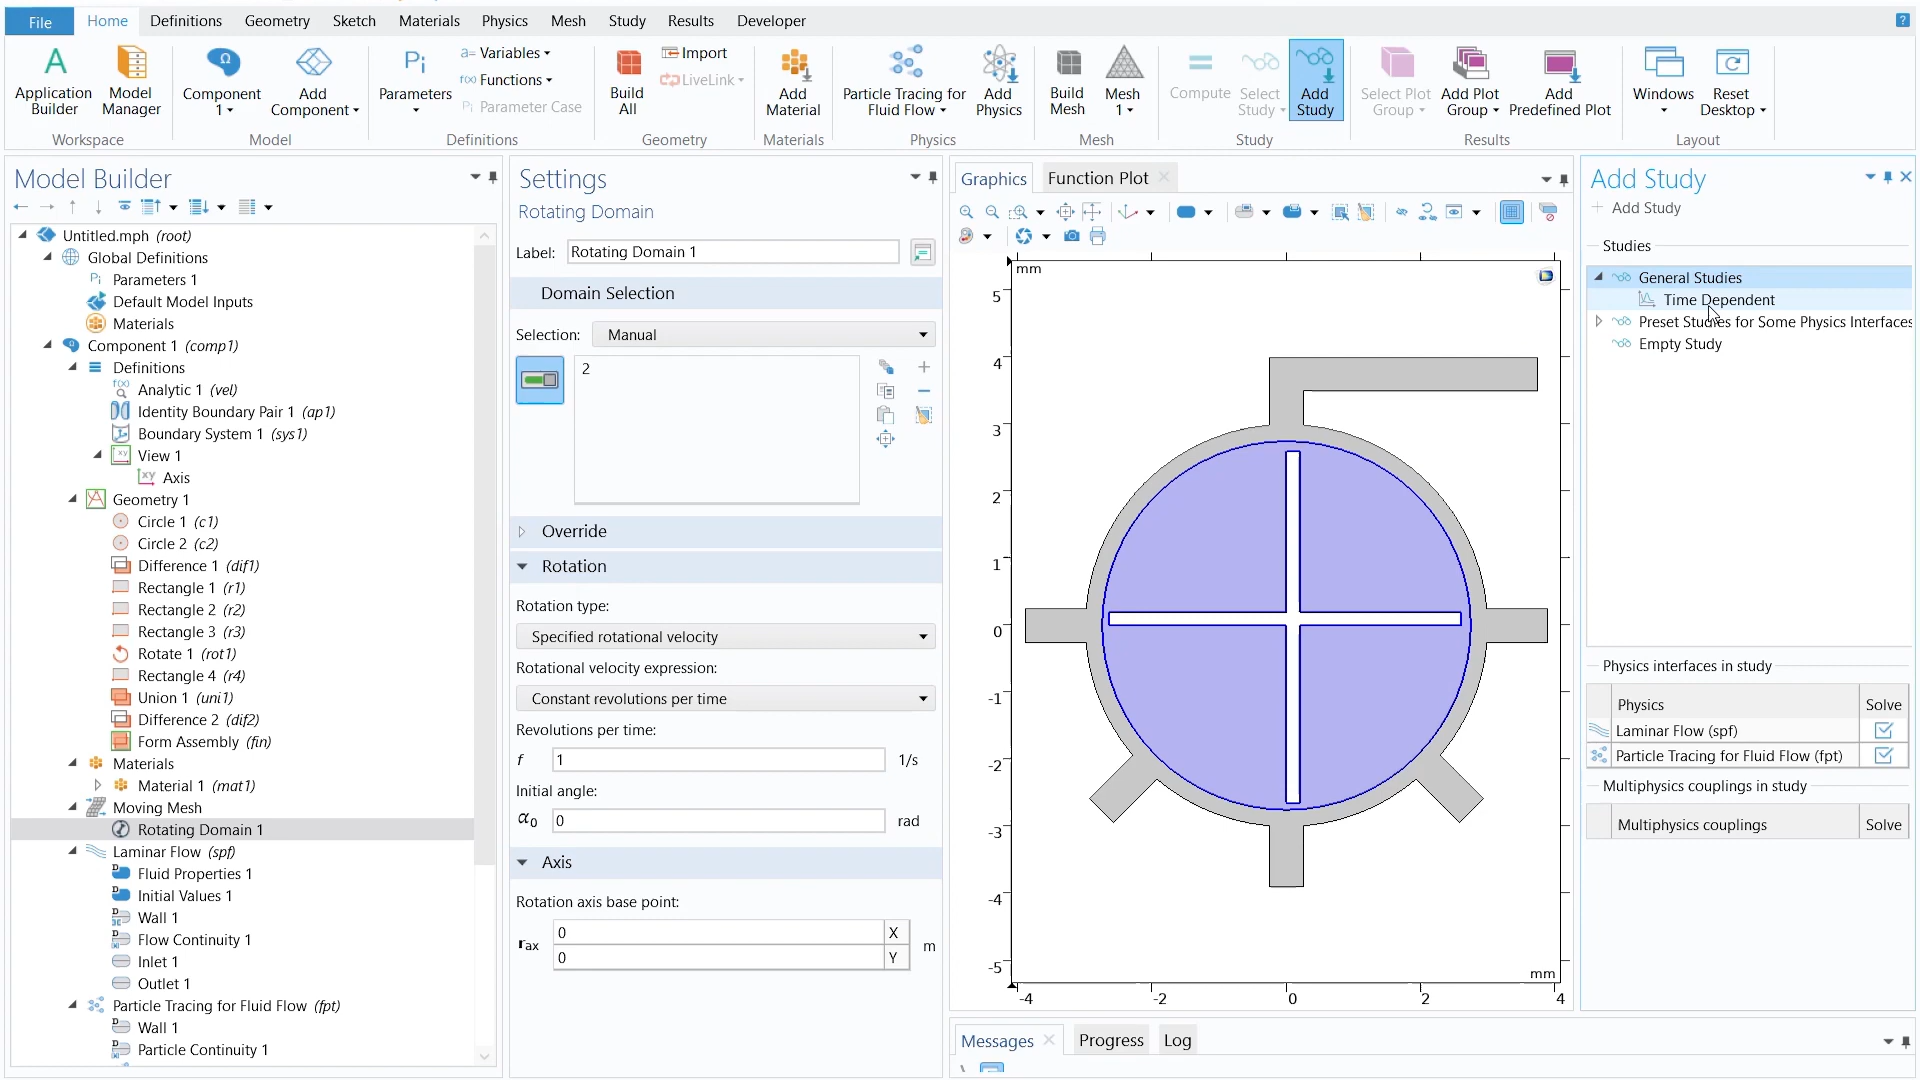 File Home Definitions Geometry Sketch Materials Physics Mesh Study Results Developer
Application Builder
Model Manager
Workspace
Component 1
Add Component
Model
Parameters
a= Variables
f(x) Functions
Pi Parameter Case
Definitions
Build All
Import
LiveLink
Geometry
Add Material
Materials
Particle Tracing for Fluid Flow
Add Physics
Physics
Build Mesh
Mesh 1
Mesh
Compute
Select Study
Add Study
Study
Select Plot Group
Add Plot Group
Add Predefined Plot
Results
Windows
Reset Desktop
Layout
Model Builder
Untitled.mph (root)
Global Definitions
Parameters 1
Default Model Inputs
Materials
Component 1 (comp1)
Definitions
Analytic 1 (vel)
Identity Boundary Pair 1 (ap1)
Boundary System 1 (sys1)
View 1
Axis
Geometry 1
Circle 1 (c1)
Circle 2 (c2)
Difference 1 (dif1)
Rectangle 1 (r1)
Rectangle 2 (r2)
Rectangle 3 (r3)
Rotate 1 (rot1)
Rectangle 4 (r4)
Union 1 (uni1)
Difference 2 (dif2)
Form Assembly (fin)
Materials
Material 1 (mat1)
Moving Mesh
Rotating Domain 1
Laminar Flow (spf)
Fluid Properties 1
Initial Values 1
Wall 1
Flow Continuity 1
Inlet 1
Outlet 1
Particle Tracing for Fluid Flow (fpt)
Wall 1
Particle Continuity 1
Settings
Rotating Domain
Label: Rotating Domain 1
Domain Selection
Selection: Manual
2
Override
Rotation
Rotation type:
Specified rotational velocity
Rotational velocity expression:
Constant revolutions per time
Revolutions per time:
f 1 1/s
Initial angle:
α0 0 rad
Axis
Rotation axis base point:
rax
0 X
0 Y
m
Graphics Function Plot
mm
5
4
3
2
1
0
-1
-2
-3
-4
-5
mm
-4 -2 0 2 4
Messages Progress Log
Add Study
Add Study
Studies
General Studies
Time Dependent
Preset Studies for Some Physics Interfaces
Empty Study
Physics interfaces in study
Physics Solve
Laminar Flow (spf)
Particle Tracing for Fluid Flow (fpt)
Multiphysics couplings in study
Multiphysics couplings Solve